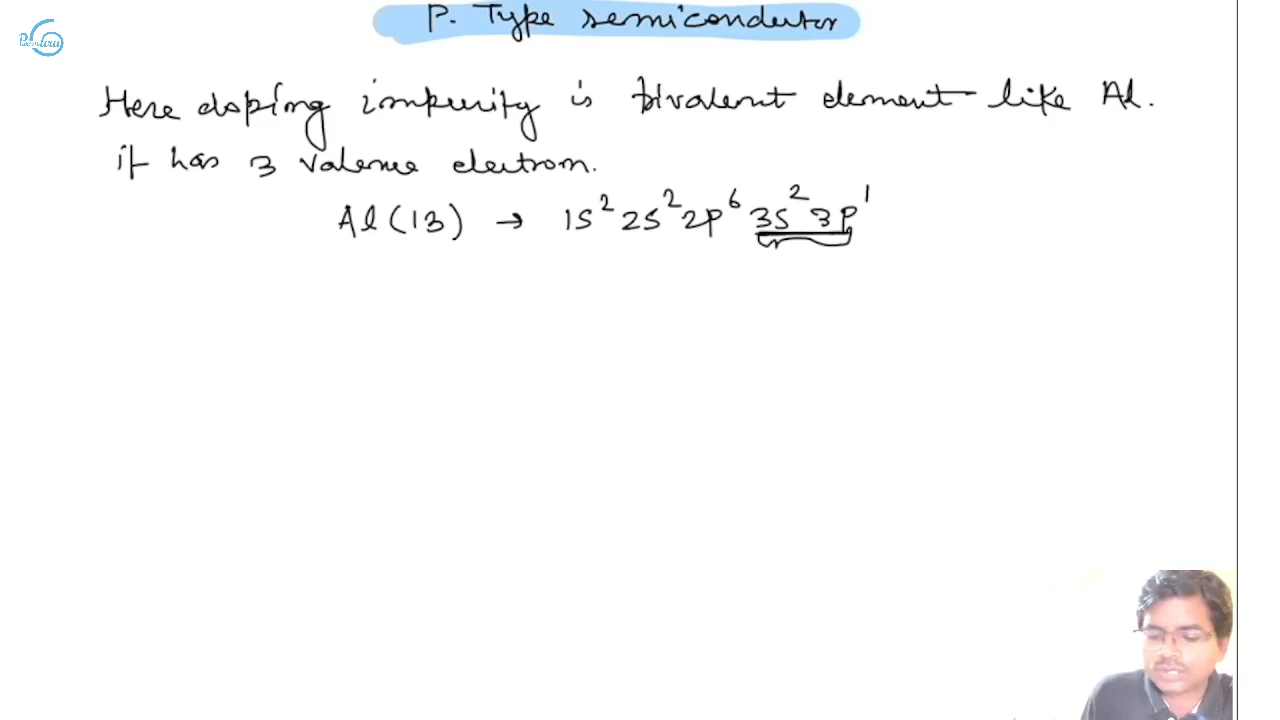 P. Type semiconductor
Here doping impurity is trivalent element like Al.
it has 3 valence electron.
Al(13) → 1s² 2s² 2p⁶ 3s² 3p¹